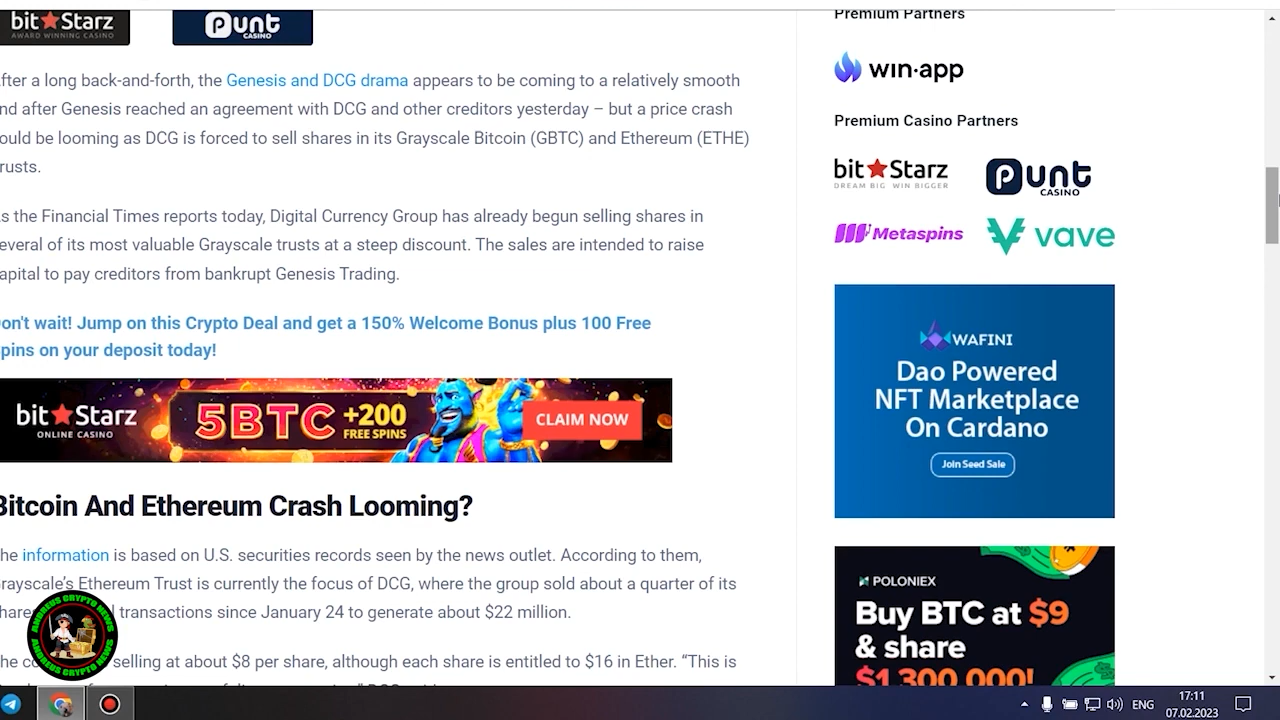 bit Starz
AWARD WINNING CASINO
Punt
CASINO
fter a long back-and-forth, the Genesis and DCG drama appears to be coming to a relatively smooth
nd after Genesis reached an agreement with DCG and other creditors yesterday – but a price crash
ould be looming as DCG is forced to sell shares in its Grayscale Bitcoin (GBTC) and Ethereum (ETHE)
rusts.
s the Financial Times reports today, Digital Currency Group has already begun selling shares in
everal of its most valuable Grayscale trusts at a steep discount. The sales are intended to raise
apital to pay creditors from bankrupt Genesis Trading.
on't wait! Jump on this Crypto Deal and get a 150% Welcome Bonus plus 100 Free
pins on your deposit today!
bit Starz
ONLINE CASINO
5BTC +200
FREE SPINS
CLAIM NOW
Bitcoin And Ethereum Crash Looming?
he information is based on U.S. securities records seen by the news outlet. According to them,
rayscale's Ethereum Trust is currently the focus of DCG, where the group sold about a quarter of its
hare transactions since January 24 to generate about $22 million.
he co selling at about $8 per share, although each share is entitled to $16 in Ether. “This is
ANDREUS CRYPTO NEWS
ANDREUS CRYPTO NEWS
Premium Partners
win·app
Premium Casino Partners
bit Starz
DREAM BIG WIN BIGGER
Punt
CASINO
Metaspins
vave
WAFINI
Dao Powered
NFT Marketplace
On Cardano
Join Seed Sale
POLONIEX
Buy BTC at $9
& share
$1,300,000!
ENG
17:11
07.02.2023